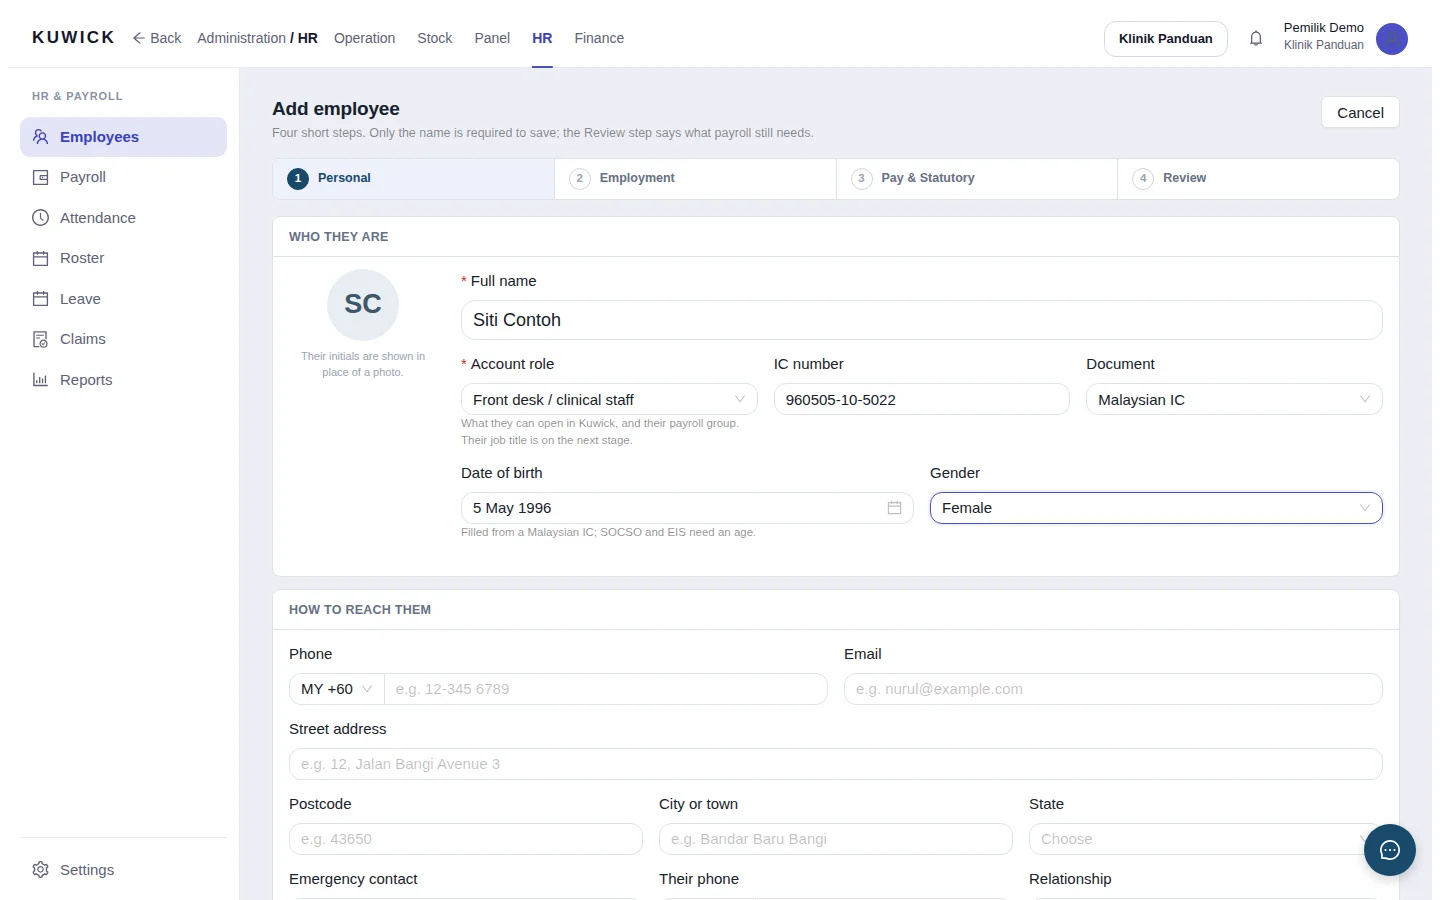 KUWICK
Back
Administration / HR
Operation
Stock
Panel
HR
Finance
Klinik Panduan
Pemilik Demo
Klinik Panduan
HR & PAYROLL
Employees
Payroll
Attendance
Roster
Leave
Claims
Reports
Settings
Add employee
Four short steps. Only the name is required to save; the Review step says what payroll still needs.
Cancel
1 Personal
2 Employment
3 Pay & Statutory
4 Review
WHO THEY ARE
SC
Their initials are shown in
place of a photo.
* Full name
Siti Contoh
* Account role
Front desk / clinical staff
What they can open in Kuwick, and their payroll group.
Their job title is on the next stage.
IC number
960505-10-5022
Document
Malaysian IC
Date of birth
5 May 1996
Filled from a Malaysian IC; SOCSO and EIS need an age.
Gender
Female
HOW TO REACH THEM
Phone
MY +60
e.g. 12-345 6789
Email
e.g. nurul@example.com
Street address
e.g. 12, Jalan Bangi Avenue 3
Postcode
e.g. 43650
City or town
e.g. Bandar Baru Bangi
State
Choose
Emergency contact
Their phone
Relationship